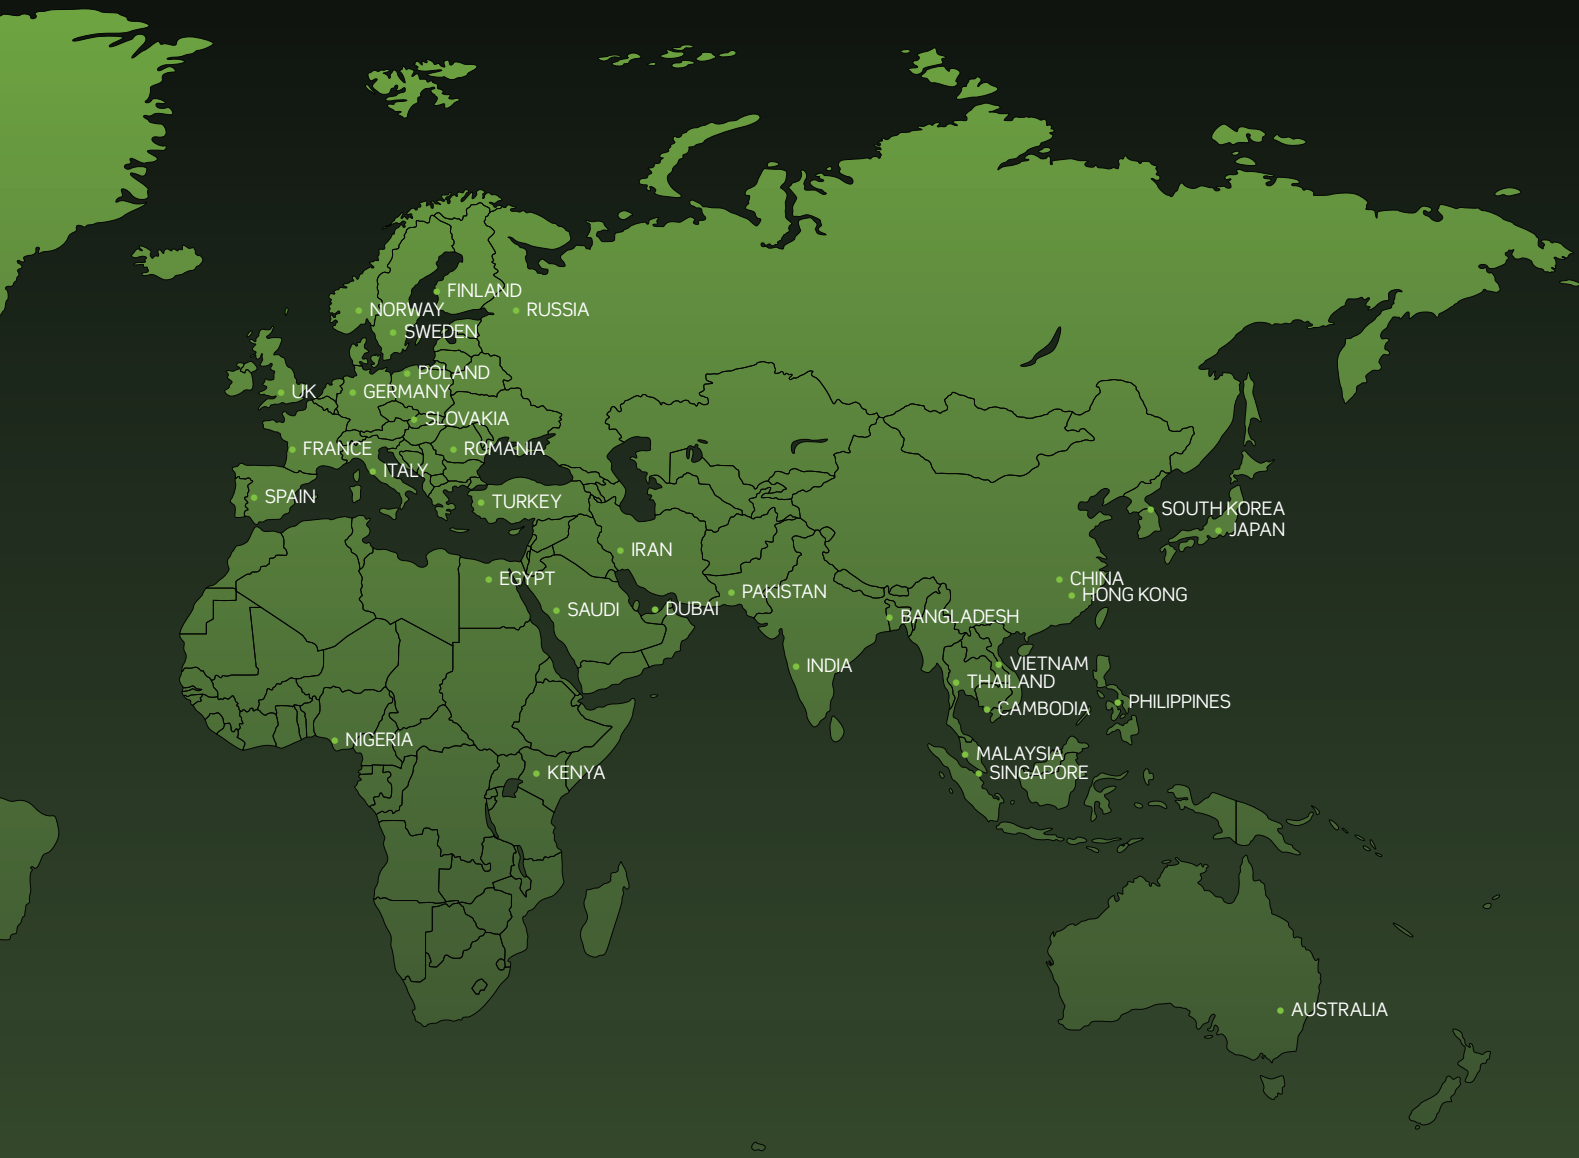 FINLAND
NORWAY
RUSSIA
SWEDEN
POLAND
UK
GERMANY
SLOVAKIA
FRANCE
ROMANIA
ITALY
SPAIN
TURKEY
SOUTH KOREA
JAPAN
IRAN
EGYPT
CHINA
PAKISTAN
HONG KONG
SAUDI
DUBAI
BANGLADESH
VIETNAM
INDIA
THAILAND
PHILIPPINES
CAMBODIA
NIGERIA
MALAYSIA
KENYA
SINGAPORE
AUSTRALIA